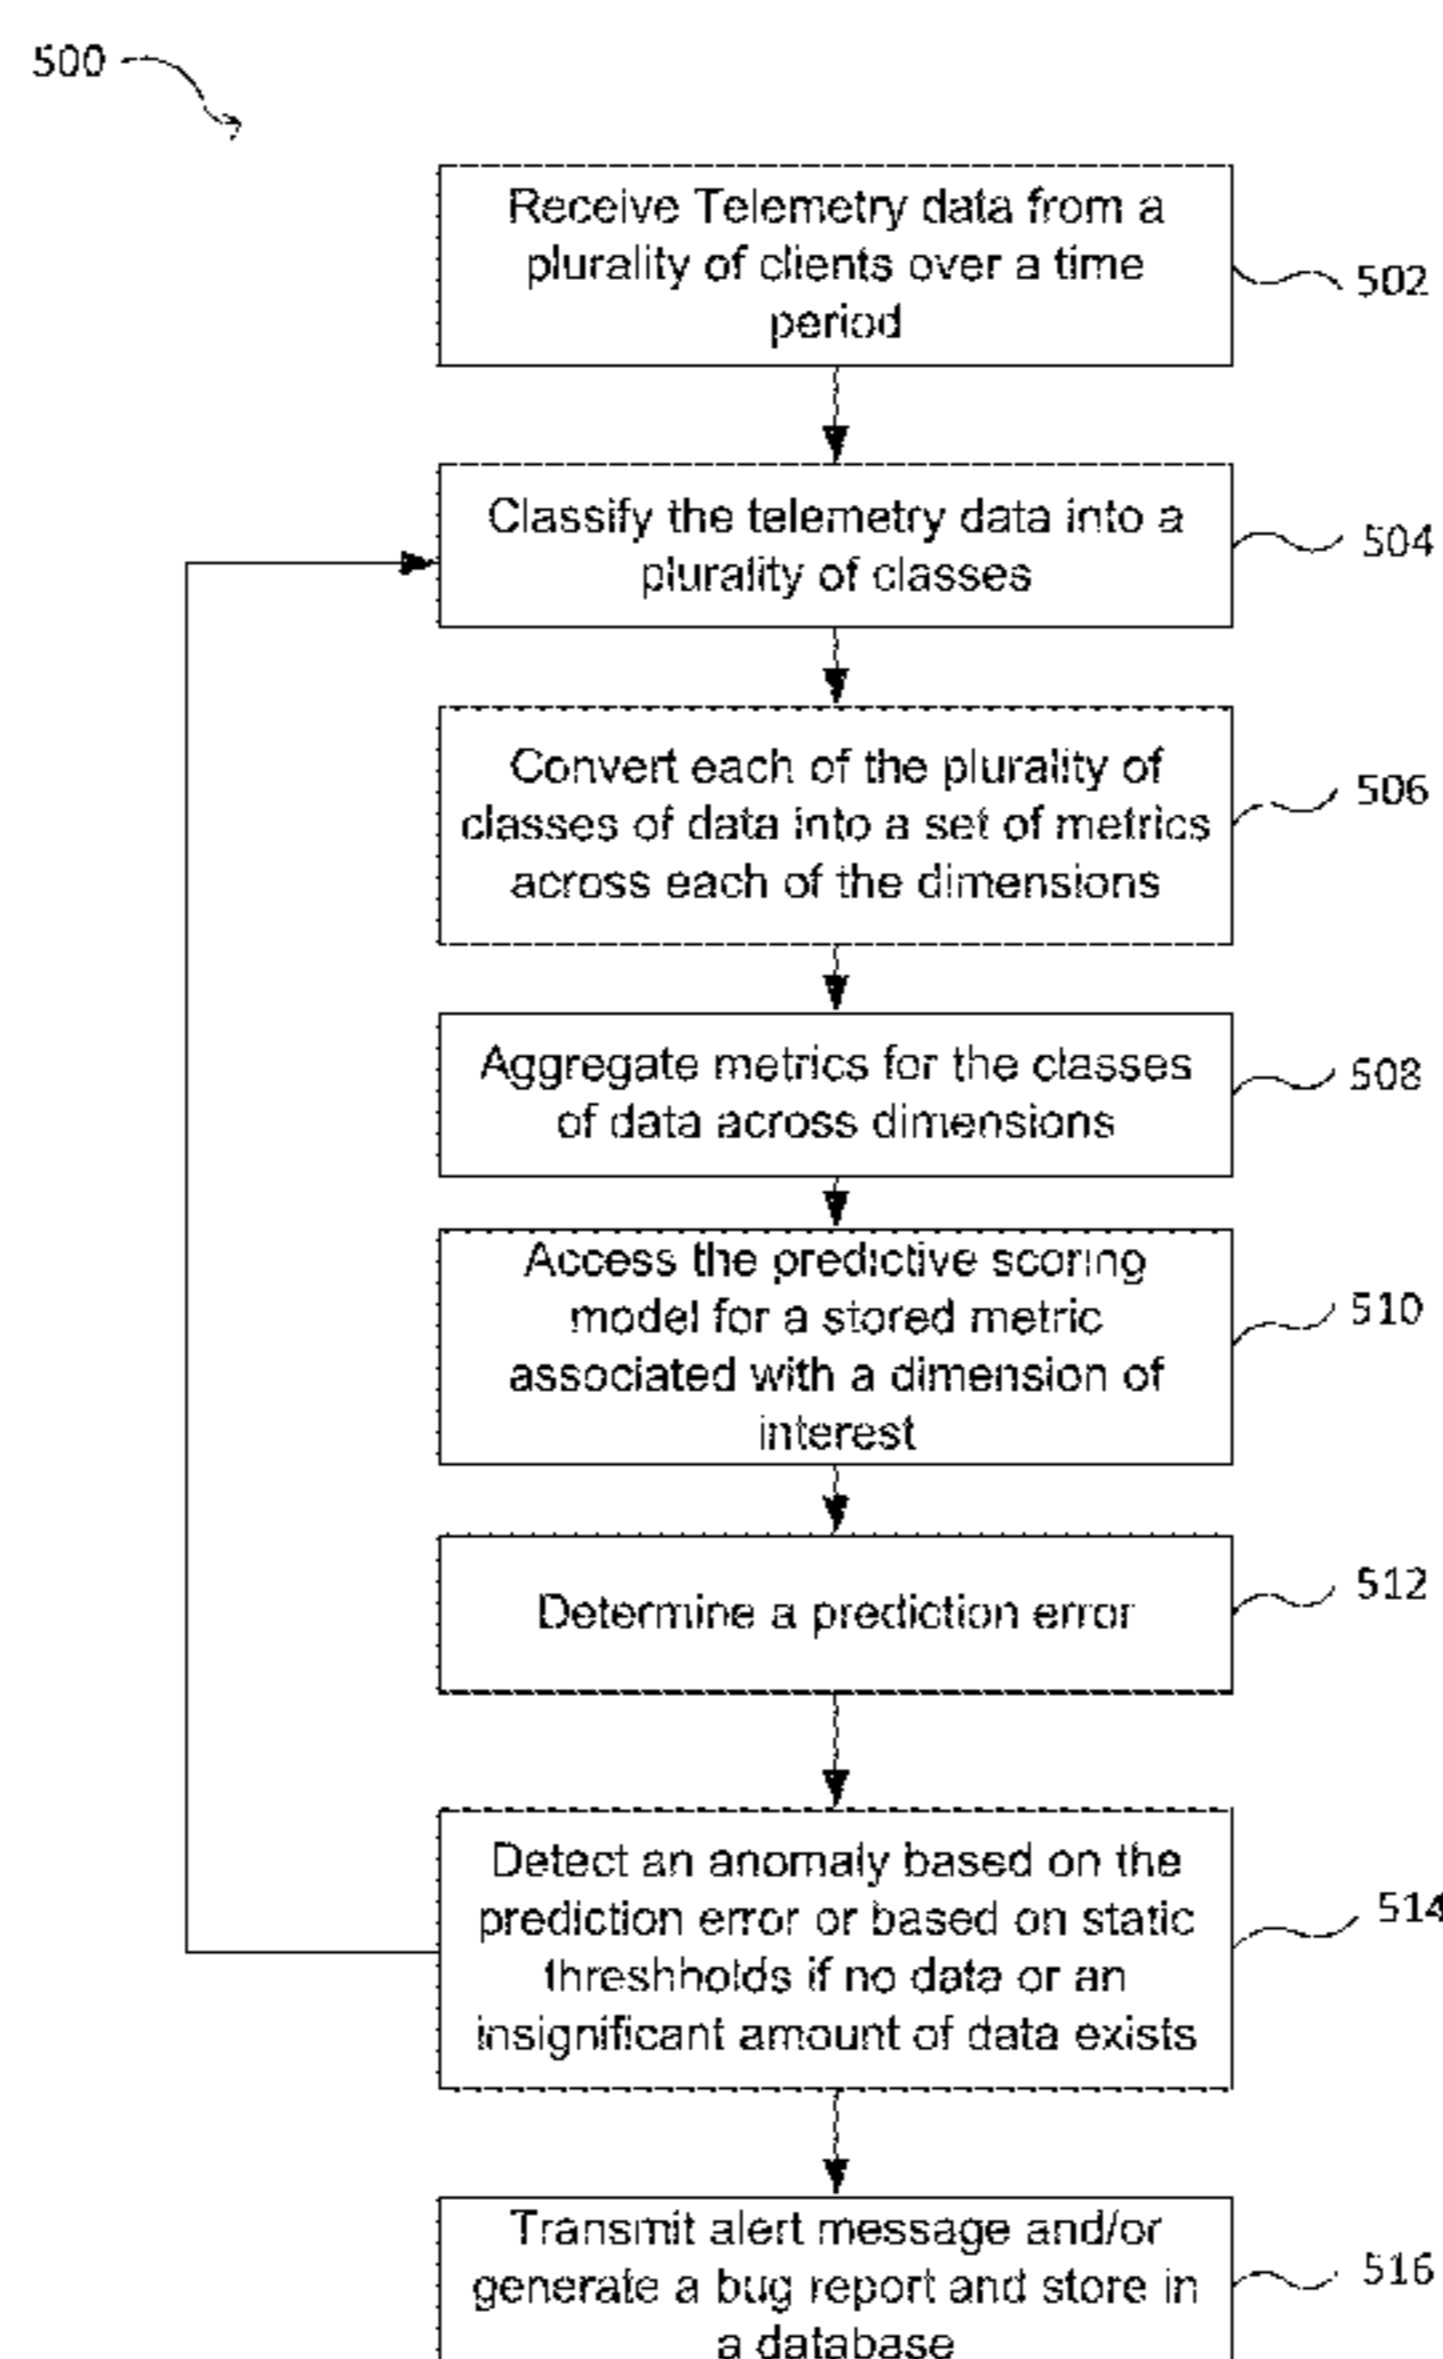 500
Receive Telemetry data from a
plurality of clients over a time
period
502
Classify the telemetry data into a
plurality of classes
504
Convert each of the plurality of
classes of data into a set of metrics
across each of the dimensions
506
Aggregate metrics for the classes
of data across dimensions
508
Access the predictive scoring
model for a stored metric
associated with a dimension of
interest
510
Determine a prediction error
512
Detect an anomaly based on the
prediction error or based on static
threshholds if no data or an
insignificant amount of data exists
514
Transmit alert message and/or
generate a bug report and store in
a database
516